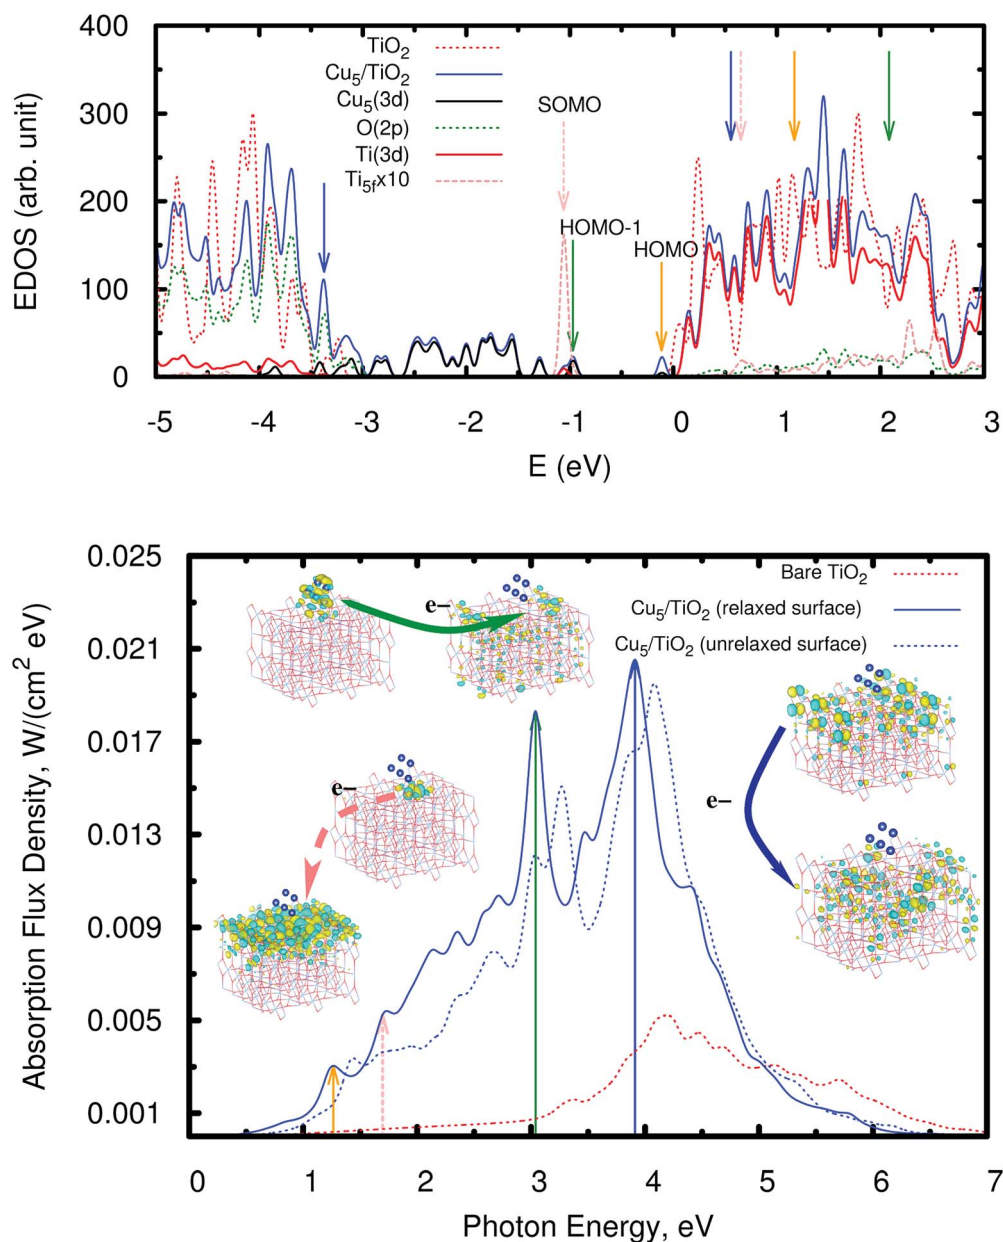 400
300
200
100
0
EDOS (arb. unit)
TiO2
Cu5/TiO2
Cu5(3d)
O(2p)
Ti(3d)
Ti5fx10
SOMO
HOMO-1
HOMO
-5 -4 -3 -2 -1 0 1 2 3
E (eV)
0.025
0.021
0.017
0.013
0.009
0.005
0.001
Absorption Flux Density, W/(cm2 eV)
Bare TiO2
Cu5/TiO2 (relaxed surface)
Cu5/TiO2 (unrelaxed surface)
e−
e−
e−
0 1 2 3 4 5 6 7
Photon Energy, eV